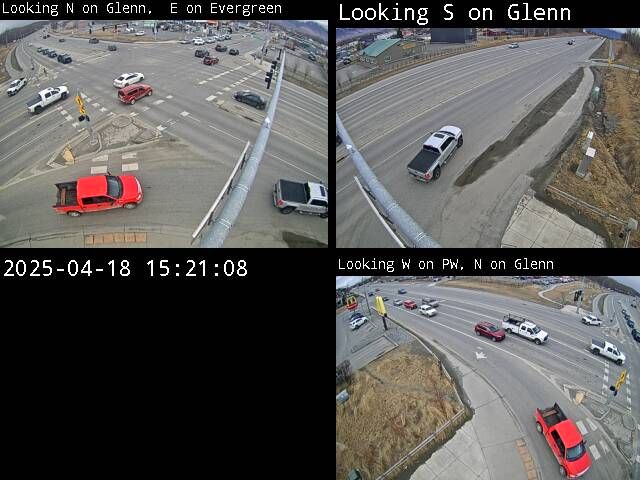 Looking N on Glenn,  E on Evergreen
Looking S on Glenn
2025-04-18 15:21:08
Looking W on PW, N on Glenn